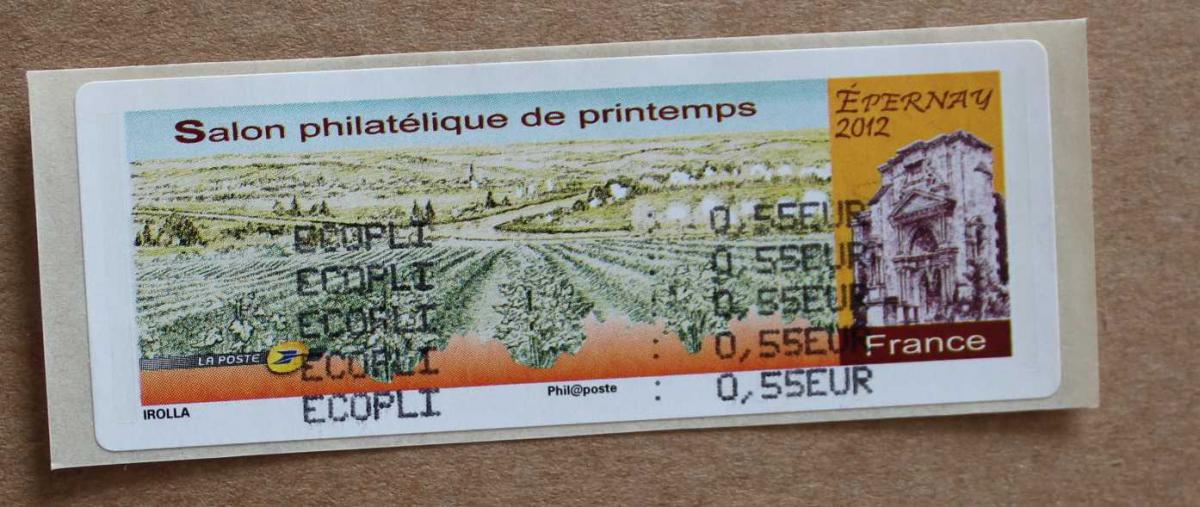 Salon philatélique de printemps
ÉPERNAY
2012
ECOPLI : 0,55EUR
ECOPLI 0,55EUR
ECOPLI : 0,55EUR
LA POSTE
ECOPLI : 0,55EUR
France
ECOPLI : 0,55EUR
IROLLA
Phil@poste